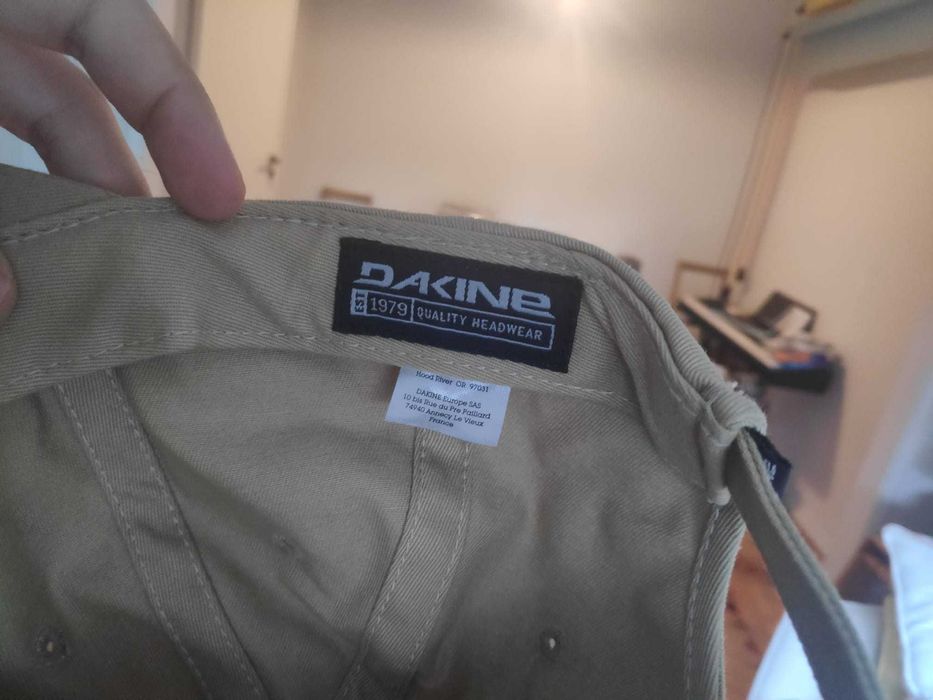 DAKINE
EST 1979 QUALITY HEADWEAR
Hood River OR 97031
DAKINE Europe SAS
10 bis Rue du Pre Paillard
74940 Annecy Le Vieux
France